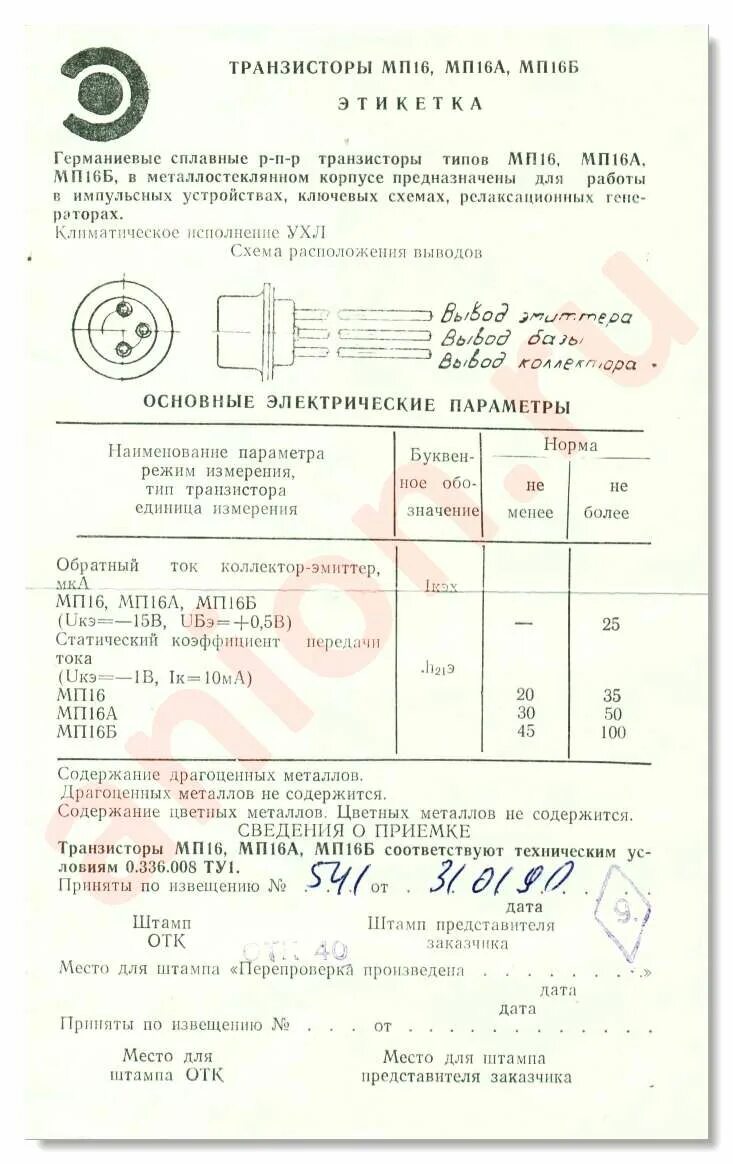 ТРАНЗИСТОРЫ МП16, МП16А, МП16Б
ЭТИКЕТКА
Германиевые сплавные р-п-р транзисторы типов МП16, МП16А,
МП16Б, в металлостеклянном корпусе предназначены для работы
в импульсных устройствах, ключевых схемах, релаксационных гене-
раторах.
Климатическое исполнение УХЛ
Схема расположения выводов
Вывод эмиттера
Вывод базы
Вывод коллектора
ОСНОВНЫЕ ЭЛЕКТРИЧЕСКИЕ ПАРАМЕТРЫ
Наименование параметра
режим измерения,
тип транзистора
единица измерения
Буквен-
ное обо-
значение
Норма
не
менее
не
более
Обратный ток коллектор-эмиттер,
мкА
Iкэх
МП16, МП16А, МП16Б
(Uкэ=—15В, UБэ=+0,5В) — 25
Статический коэффициент передачи
тока
h21Э
(Uкэ=—1В, Iк=10мА)
МП16 20 35
МП16А 30 50
МП16Б 45 100
Содержание драгоценных металлов.
Драгоценных металлов не содержится.
Содержание цветных металлов. Цветных металлов не содержится.
СВЕДЕНИЯ О ПРИЕМКЕ
Транзисторы МП16, МП16А, МП16Б соответствуют техническим ус-
ловиям 0.336.008 ТУ1.
Приняты по извещению № 541 от . 31 01 90 . . . .
дата
9.
Штамп
ОТК
Штамп представителя
заказчика
ОТК 40
Место для штампа «Перепроверка произведена . . . . . . . . .»
дата
дата
Приняты по извещению № . . . от . . . . . . . . . . . . .
Место для
штампа ОТК
Место для штампа
представителя заказчика
anion.ru